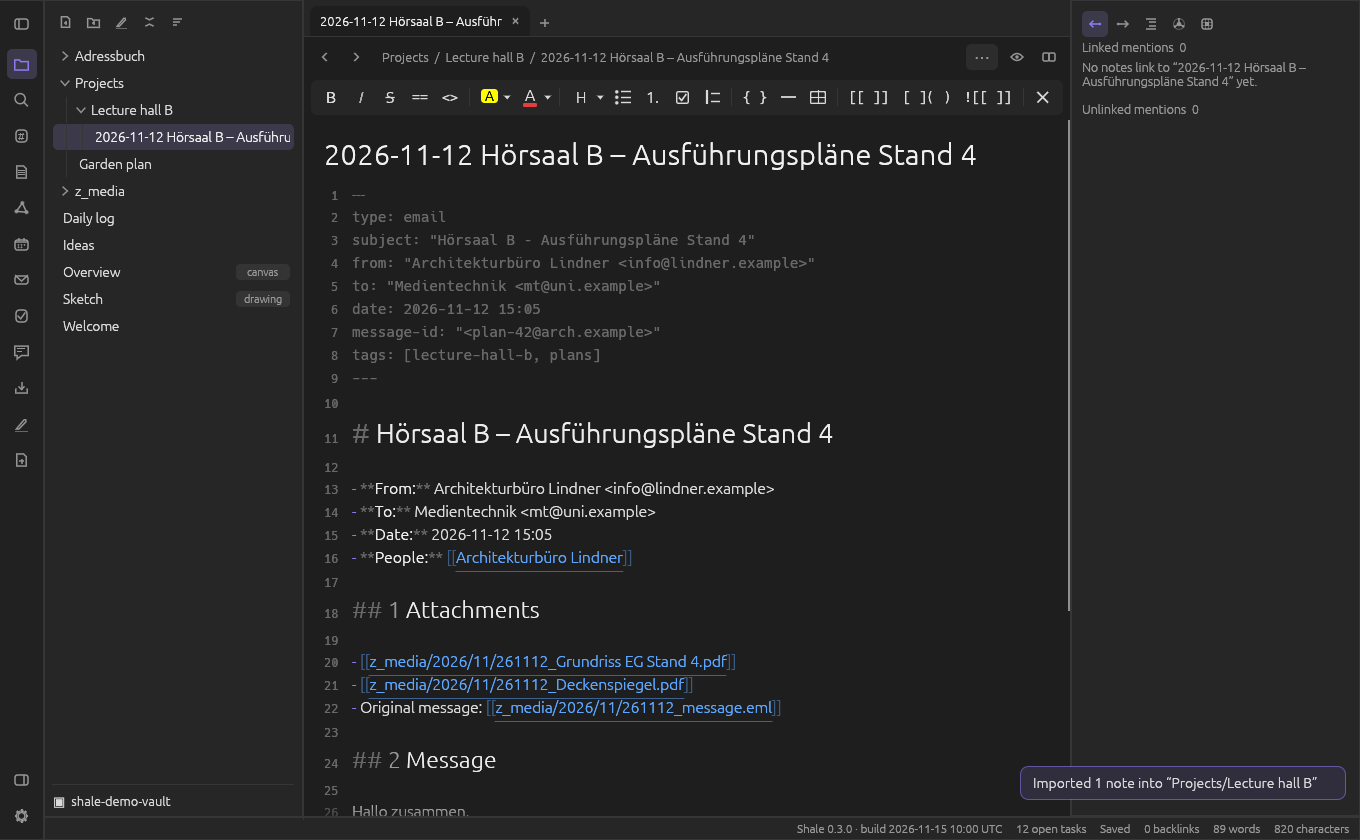 2026-11-12 Hörsaal B – Ausführ × +
Adressbuch
Projects
Lecture hall B
2026-11-12 Hörsaal B – Ausführu
Garden plan
z_media
Daily log
Ideas
Overview canvas
Sketch drawing
Welcome
shale-demo-vault
Projects / Lecture hall B / 2026-11-12 Hörsaal B – Ausführungspläne Stand 4
B I S == <> A A H 1. { } — [[ ]] [ ]( ) ![[ ]]
2026-11-12 Hörsaal B – Ausführungspläne Stand 4
1 ---
2 type: email
3 subject: "Hörsaal B - Ausführungspläne Stand 4"
4 from: "Architekturbüro Lindner <info@lindner.example>"
5 to: "Medientechnik <mt@uni.example>"
6 date: 2026-11-12 15:05
7 message-id: "<plan-42@arch.example>"
8 tags: [lecture-hall-b, plans]
9 ---
10
11 # Hörsaal B – Ausführungspläne Stand 4
12
13 - **From:** Architekturbüro Lindner <info@lindner.example>
14 - **To:** Medientechnik <mt@uni.example>
15 - **Date:** 2026-11-12 15:05
16 - **People:** [[Architekturbüro Lindner]]
17
18 ## 1 Attachments
19
20 - [[z_media/2026/11/261112_Grundriss EG Stand 4.pdf]]
21 - [[z_media/2026/11/261112_Deckenspiegel.pdf]]
22 - Original message: [[z_media/2026/11/261112_message.eml]]
23
24 ## 2 Message
25
26 Hallo zusammen,
Linked mentions 0
No notes link to “2026-11-12 Hörsaal B –
Ausführungspläne Stand 4” yet.
Unlinked mentions 0
Imported 1 note into “Projects/Lecture hall B”
Shale 0.3.0 · build 2026-11-15 10:00 UTC 12 open tasks Saved 0 backlinks 89 words 820 characters